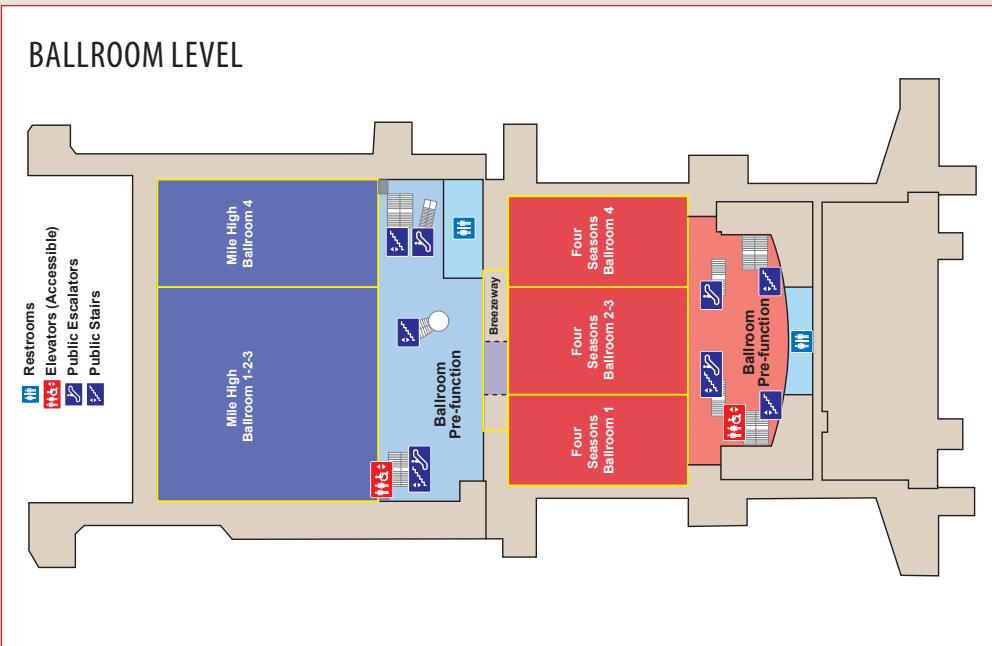 BALLROOM LEVEL
Restrooms
Elevators (Accessible)
Public Escalators
Public Stairs
Mile High
Ballroom 4
Mile High
Ballroom 1-2-3
Ballroom
Pre-function
Breezeway
Four
Seasons
Ballroom 4
Four
Seasons
Ballroom 2-3
Four
Seasons
Ballroom 1
Ballroom
Pre-function